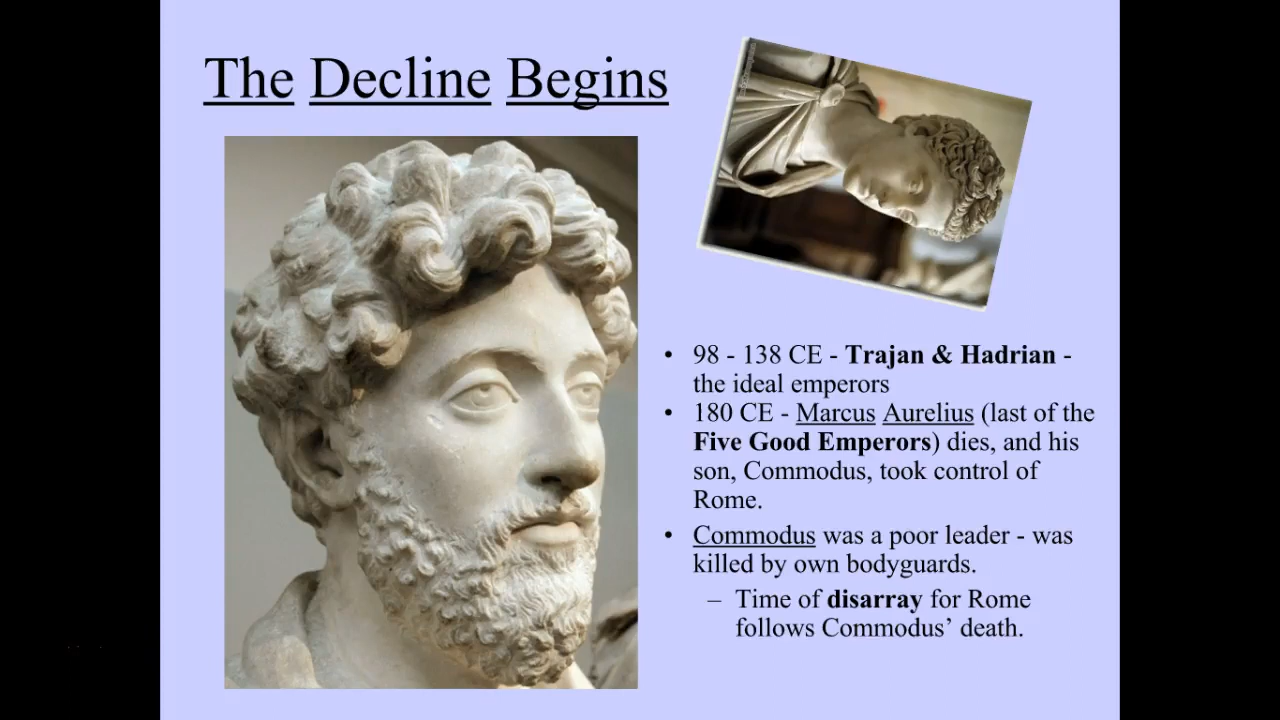 The Decline Begins
• 98 - 138 CE - Trajan & Hadrian -
the ideal emperors
• 180 CE - Marcus Aurelius (last of the
Five Good Emperors) dies, and his
son, Commodus, took control of
Rome.
• Commodus was a poor leader - was
killed by own bodyguards.
– Time of disarray for Rome
follows Commodus’ death.